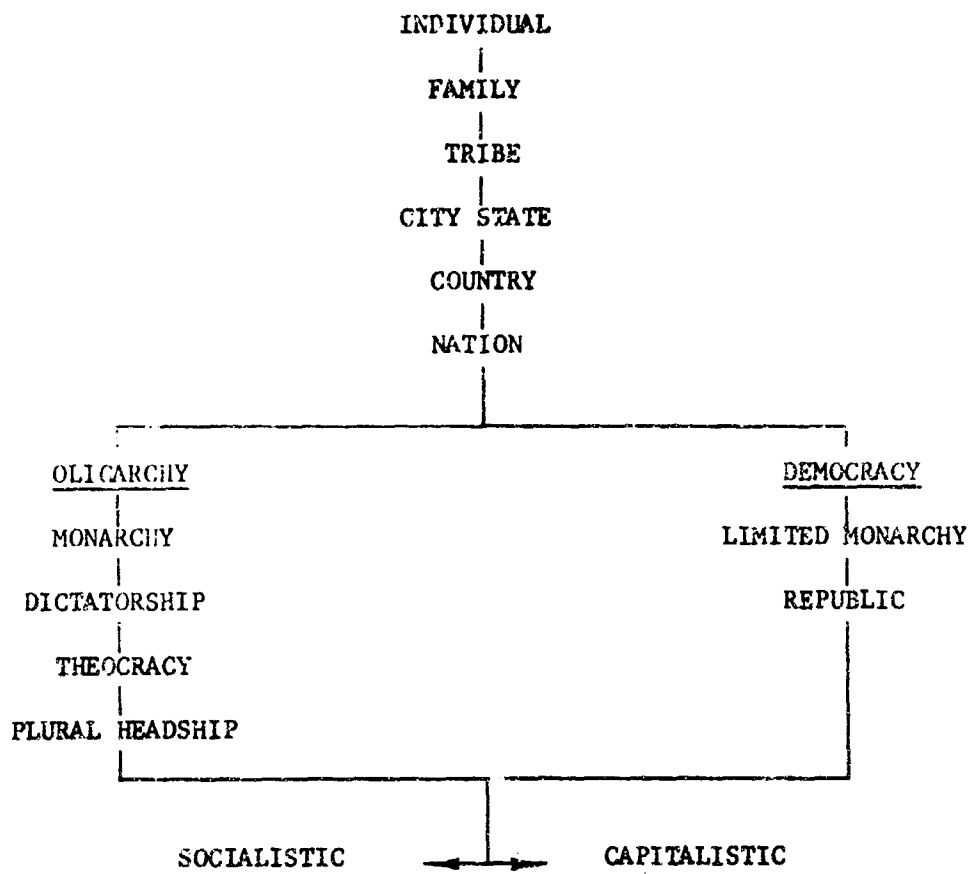 INDIVIDUAL
FAMILY
TRIBE
CITY STATE
COUNTRY
NATION
OLIGARCHY
DEMOCRACY
MONARCHY
LIMITED MONARCHY
DICTATORSHIP
REPUBLIC
THEOCRACY
PLURAL HEADSHIP
SOCIALISTIC
CAPITALISTIC